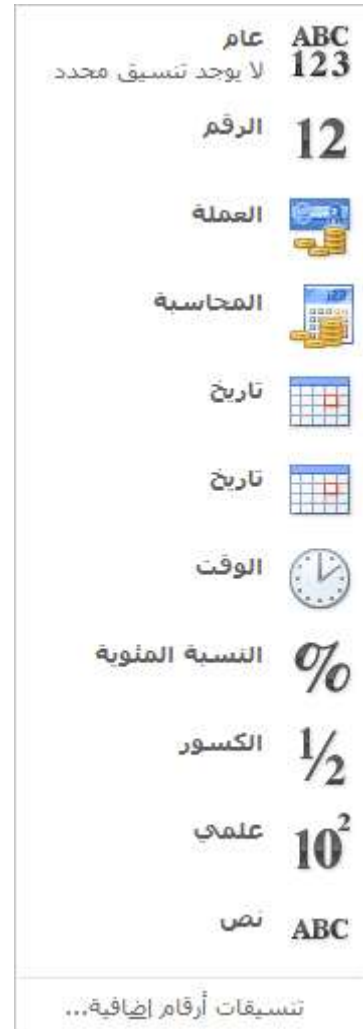 ABC عام
123 لا يوجد تنسيق محدد
12 الرقم
العملة
123 المحاسبة
تاريخ
تاريخ
الوقت
% النسبة المئوية
½ الكسور
10² علمي
ABC نص
تنسيقات أرقام إضافية...